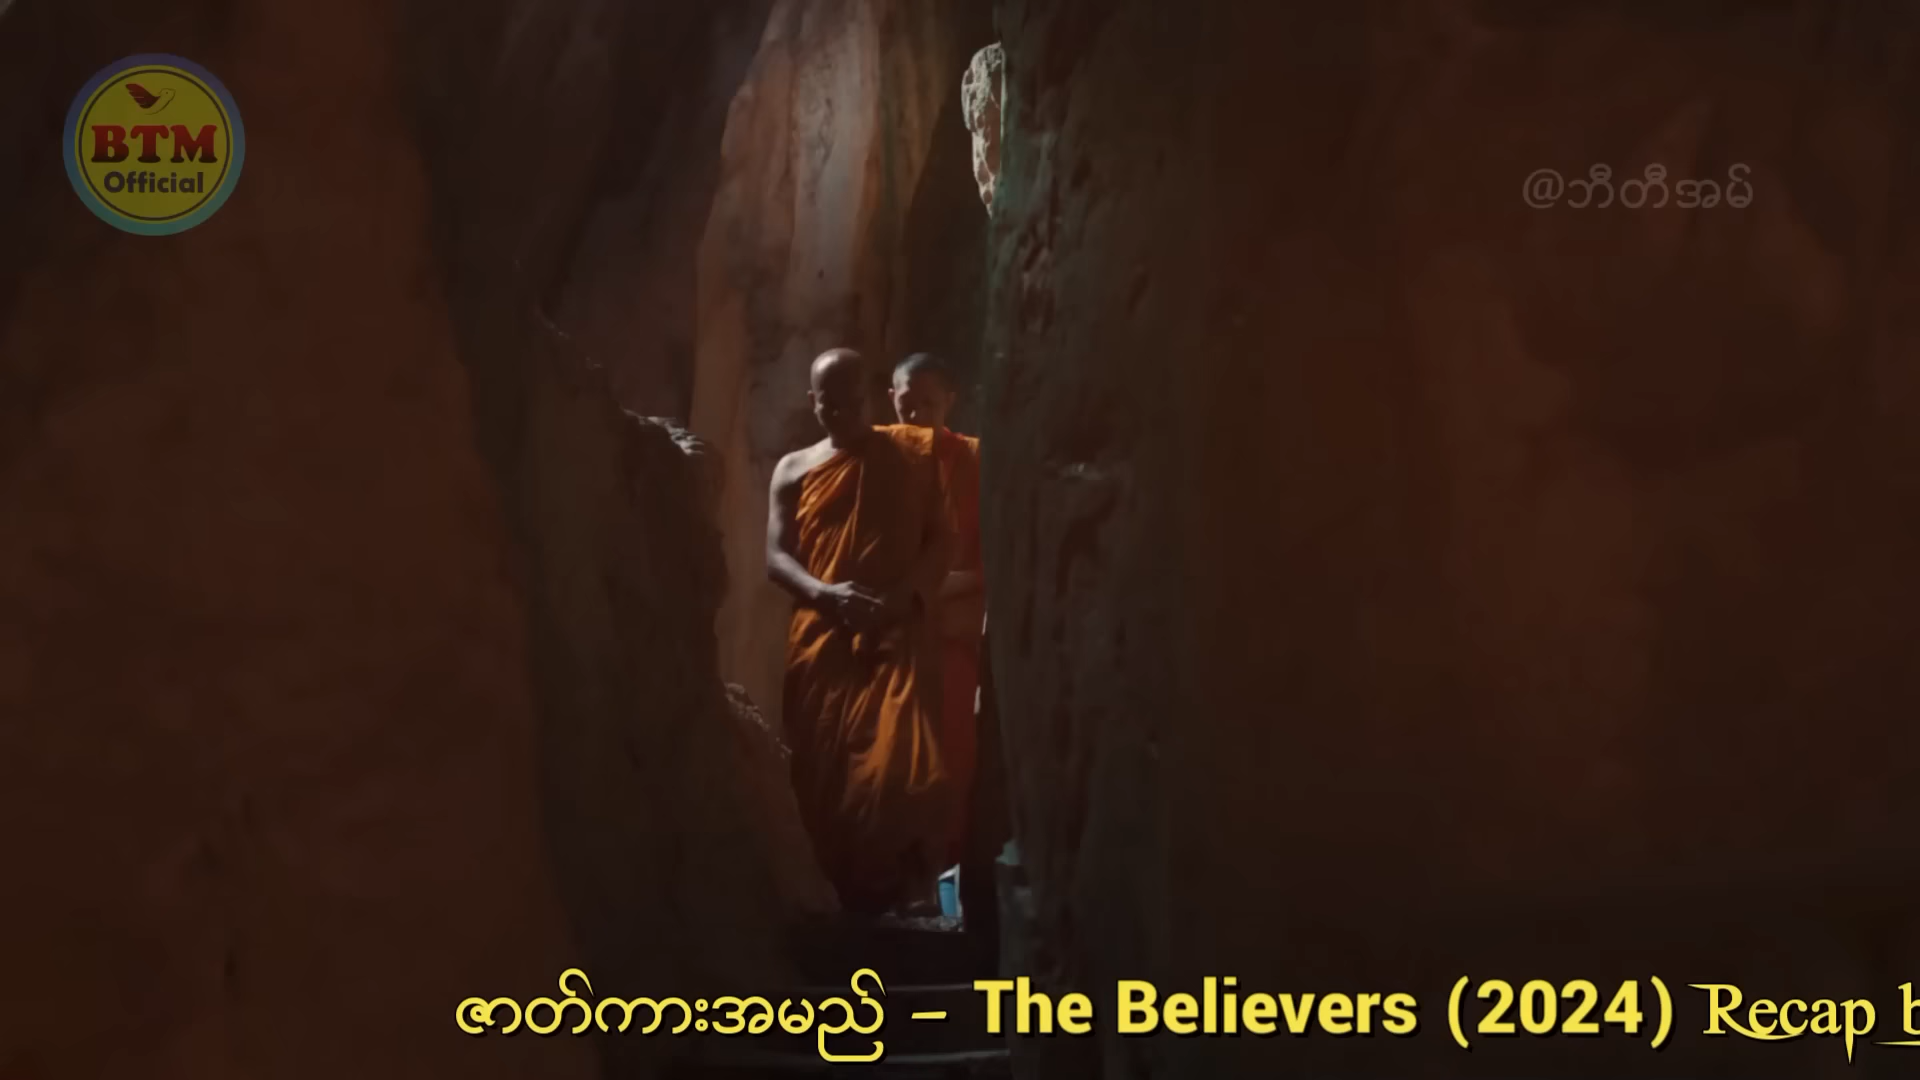 BTM
Official
@ဘီတီအမ်
ဇာတ်ကားအမည် – The Believers (2024) Recap b